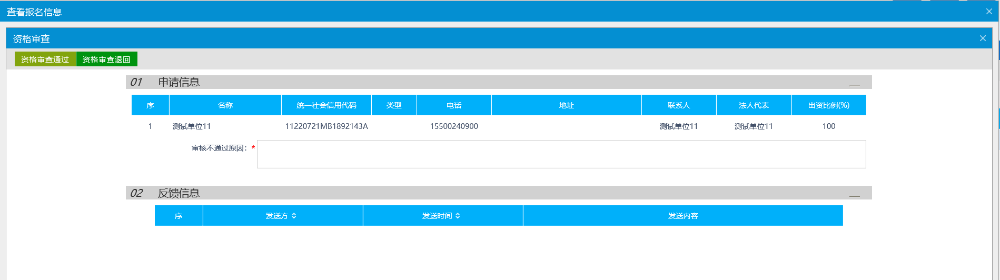 查看报名信息
资格审查
资格审查通过 资格审查退回
01 申请信息
序 名称 统一社会信用代码 类型 电话 地址 联系人 法人代表 出资比例(%)
1 测试单位11 11220721MB1892143A 15500240900 测试单位11 测试单位11 100
审核不通过原因：*
02 反馈信息
序 发送方 发送时间 发送内容